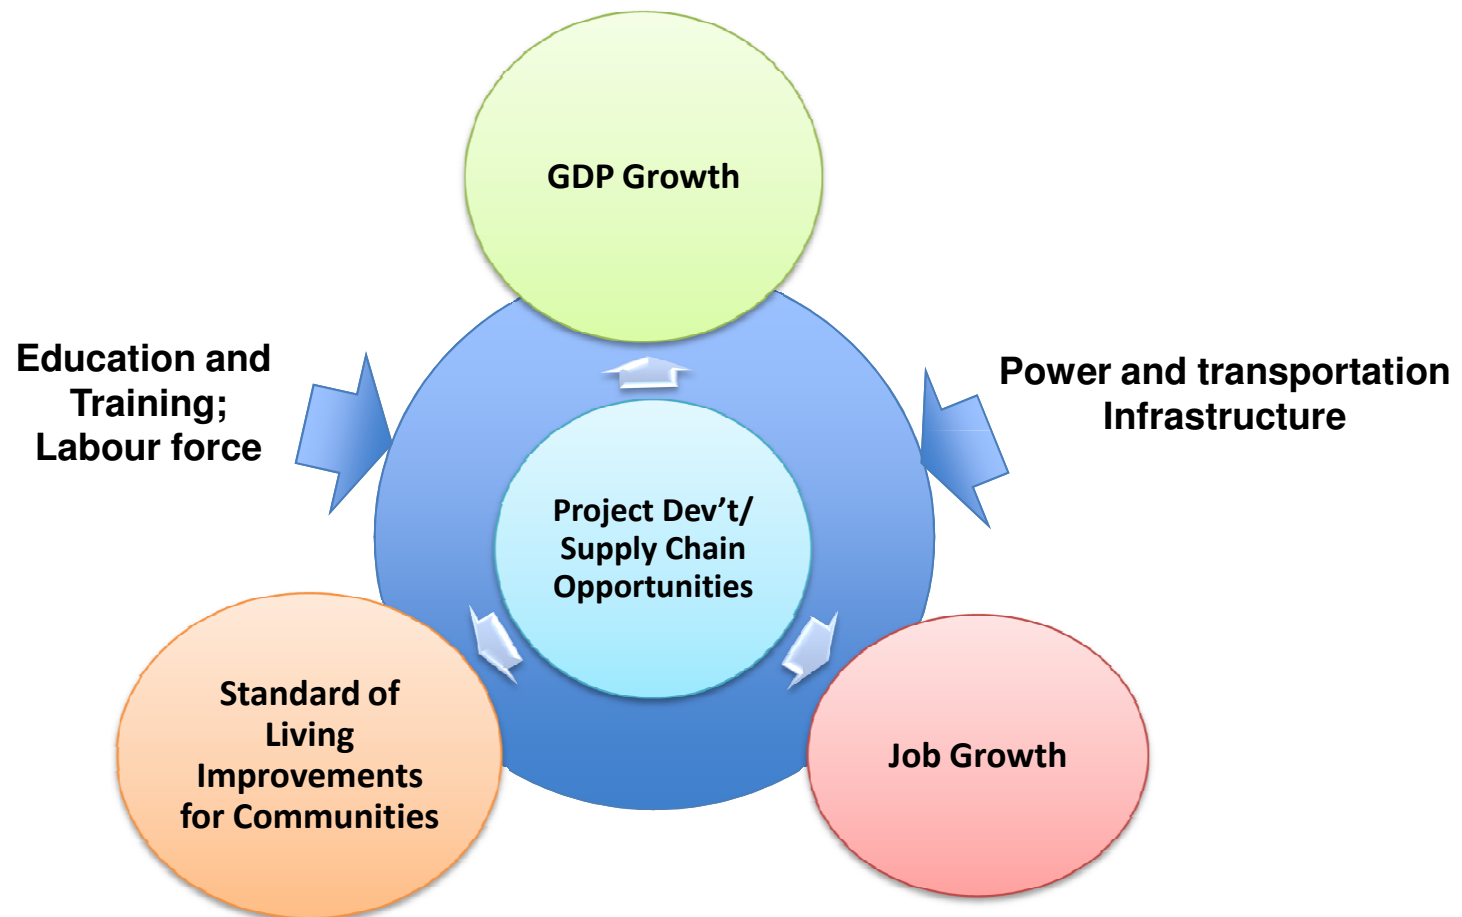 GDP Growth
Education and
Training;
Labour force
Power and transportation
Infrastructure
Project Dev’t/
Supply Chain
Opportunities
Standard of
Living
Improvements
for Communities
Job Growth